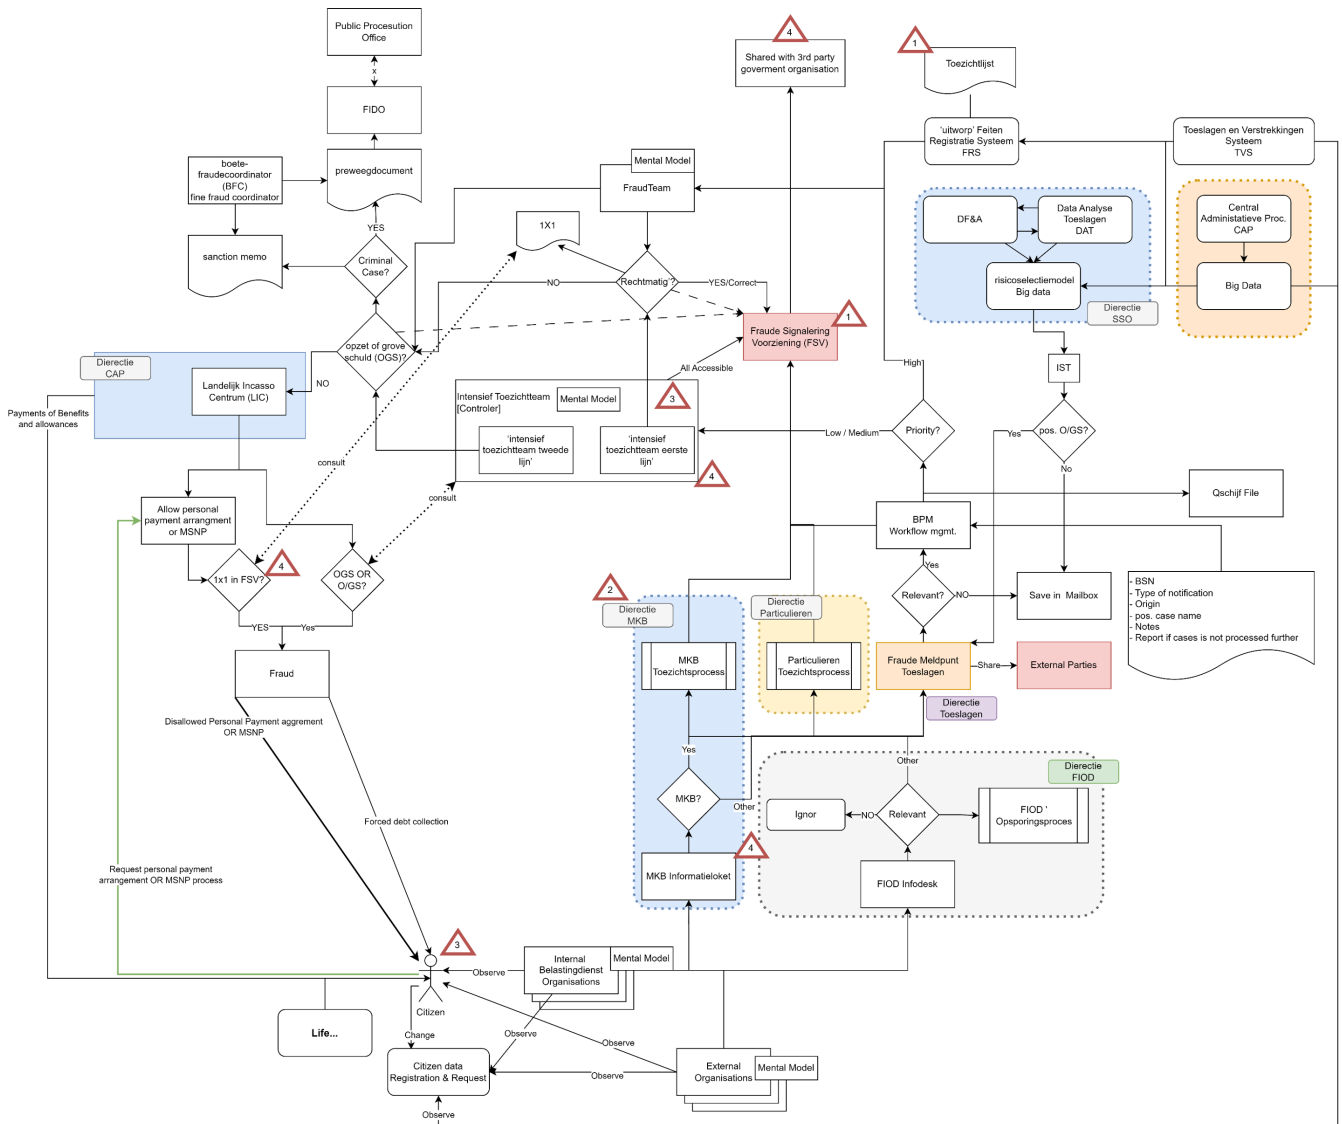 Public Procesution
Office
x
FIDO
boete-
fraudecoordinator
(BFC)
fine fraud coordinator
preweegdocument
YES
sanction memo
Criminal
Case?
Mental Model
FraudTeam
1X1
NO
'Rechtmatig'?
YES/Correct
4
Shared with 3rd party
goverment organisation
1
Toezichtlijst
'uitworp' Feiten
Registratie Systeem
FRS
Toeslagen en Verstrekkingen
Systeem
TVS
DF&A
Data Analyse
Toeslagen
DAT
Central
Administatieve Proc.
CAP
risicoselectiemodel
Big data
Big Data
Dierectie
SSO
Fraude Signalering
Voorziening (FSV)
1
opzet of grove
schuld (OGS)?
Dierectie
CAP
NO
Landelijk Incasso
Centrum (LIC)
Payments of Benefits
and allowances
All Accessible
Intensief Toezichtteam
[Controler]
Mental Model
3
'intensief
toezichtteam tweede
lijn'
'intensief
toezichtteam eerste
lijn'
4
High
Low / Medium
Priority?
IST
Yes
pos. O/GS?
No
consult
consult
Allow personal
payment arrangment
or MSNP
1x1 in FSV?
4
OGS OR
O/GS?
YES
Yes
Fraud
Disallowed Personal Payment aggrement
OR MSNP
Forced debt collection
Request personal payment
arrangement OR MSNP process
Qschijf File
BPM
Workflow mgmt.
Yes
Relevant?
NO
Save in  Mailbox
- BSN
- Type of notification
- Origin
- pos. case name
- Notes
- Report if cases is not processed further
2
Dierectie
MKB
Dierectie
Particulieren
MKB
Toezichtsprocess
Particulieren
Toezichtsprocess
Fraude Meldpunt
Toeslagen
Share
External Parties
Dierectie
Toeslagen
Yes
MKB?
Other
Other
Dierectie
FIOD
Ignor
NO
Relevant
FIOD '
Opsporingsproces
4
MKB Informatieloket
FIOD Infodesk
3
Citizen
Observe
Internal
Belastingdienst
Organisations
Mental Model
Life...
Change
Observe
Observe
Citizen data
Registration & Request
Observe
External
Organisations
Mental Model
Observe